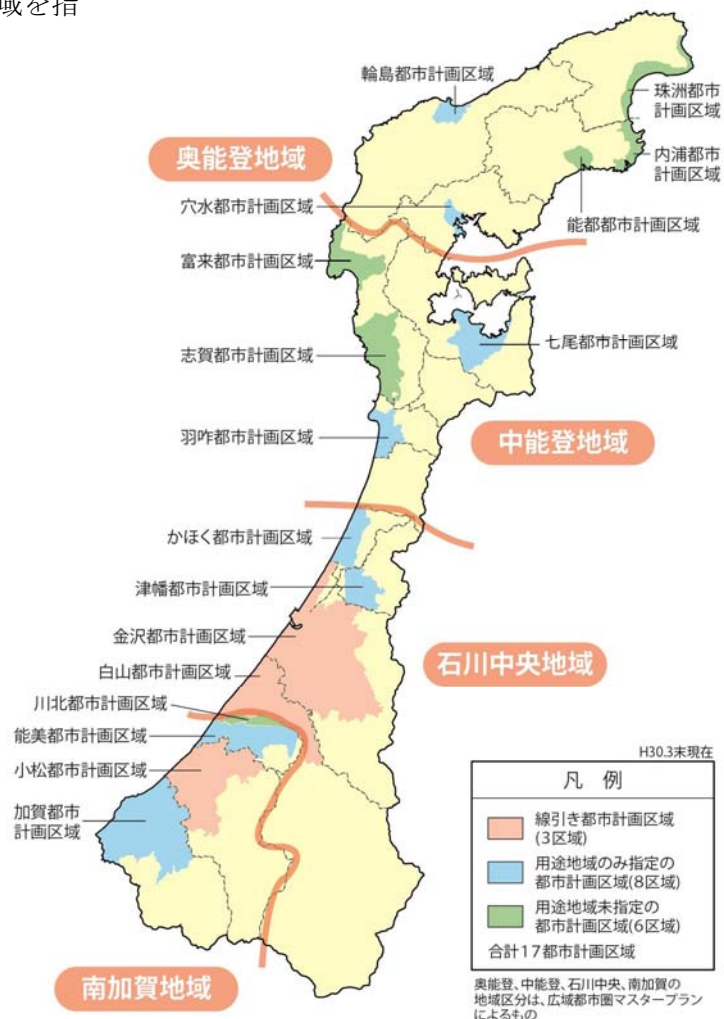 域を指
輪島都市計画区域
珠洲都市
計画区域
奥能登地域
内浦都市
計画区域
穴水都市計画区域
能都都市計画区域
富来都市計画区域
七尾都市計画区域
志賀都市計画区域
羽咋都市計画区域
中能登地域
かほく都市計画区域
津幡都市計画区域
金沢都市計画区域
石川中央地域
白山都市計画区域
川北都市計画区域
能美都市計画区域
小松都市計画区域
加賀都市
計画区域
南加賀地域
H30.3末現在
凡 例
線引き都市計画区域
(3区域)
用途地域のみ指定の
都市計画区域(8区域)
用途地域未指定の
都市計画区域(6区域)
合計17都市計画区域
奥能登、中能登、石川中央、南加賀の
地域区分は、広域都市圏マスタープラン
によるもの